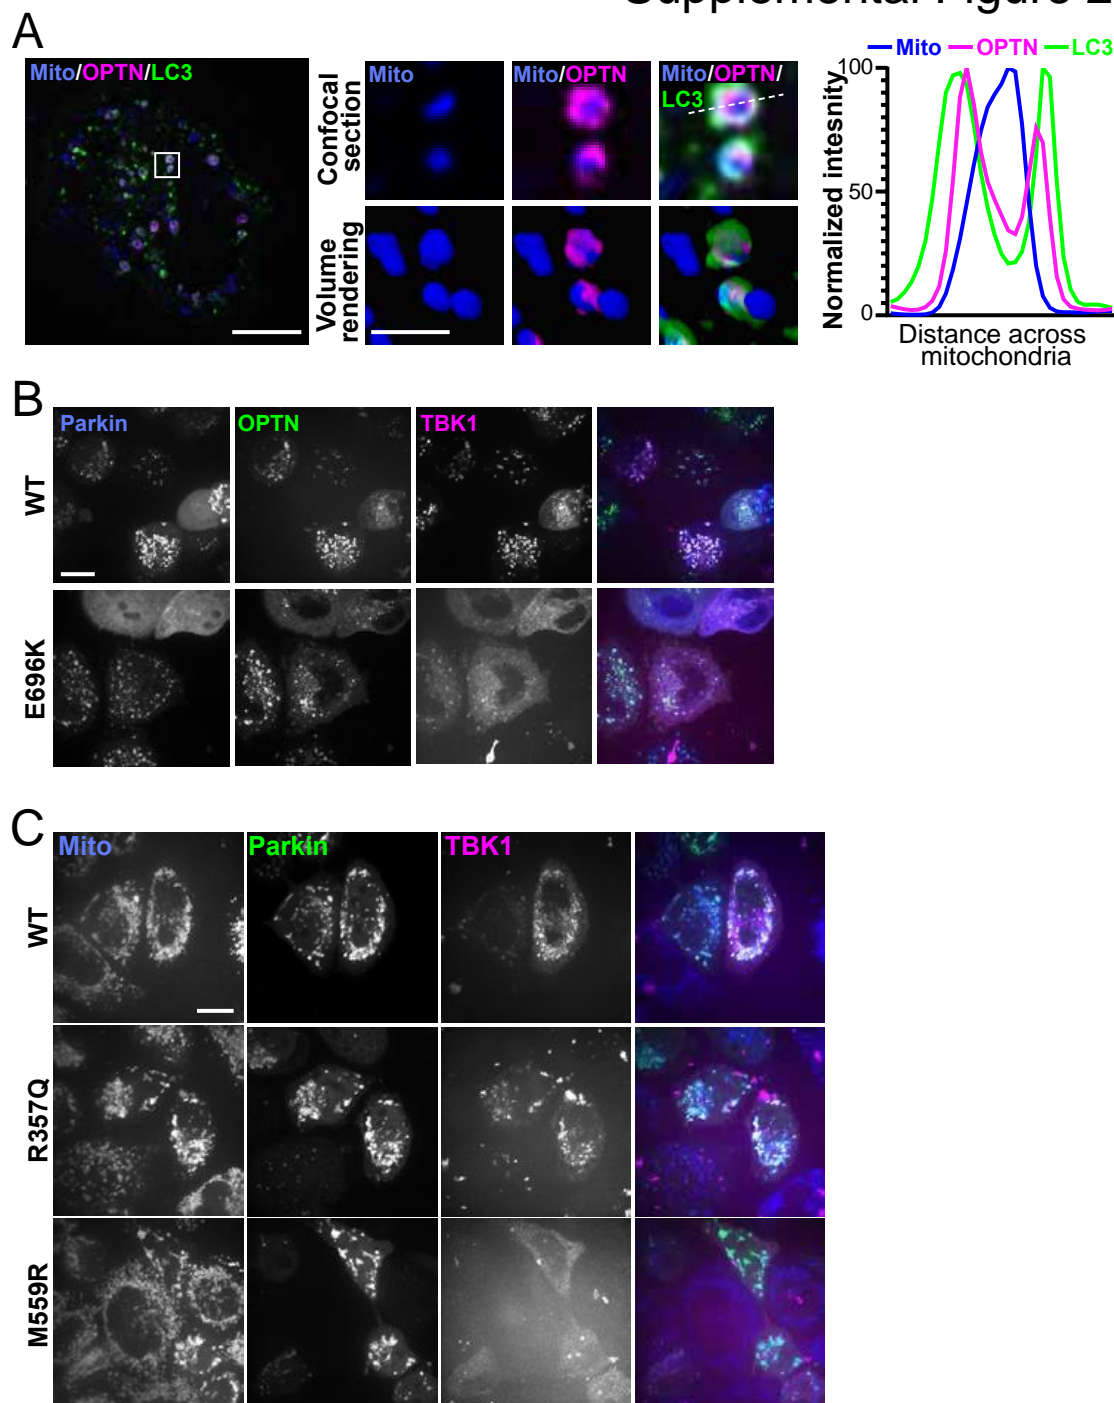 Supplemental Figure 2
A
Mito/OPTN/LC3
Confocal
section
Mito
Mito/OPTN
Mito/OPTN/
LC3
Volume
rendering
Mito OPTN LC3
Normalized intesnity
100
50
0
Distance across
mitochondria
B
Parkin
OPTN
TBK1
WT
E696K
C
Mito
Parkin
TBK1
WT
R357Q
M559R